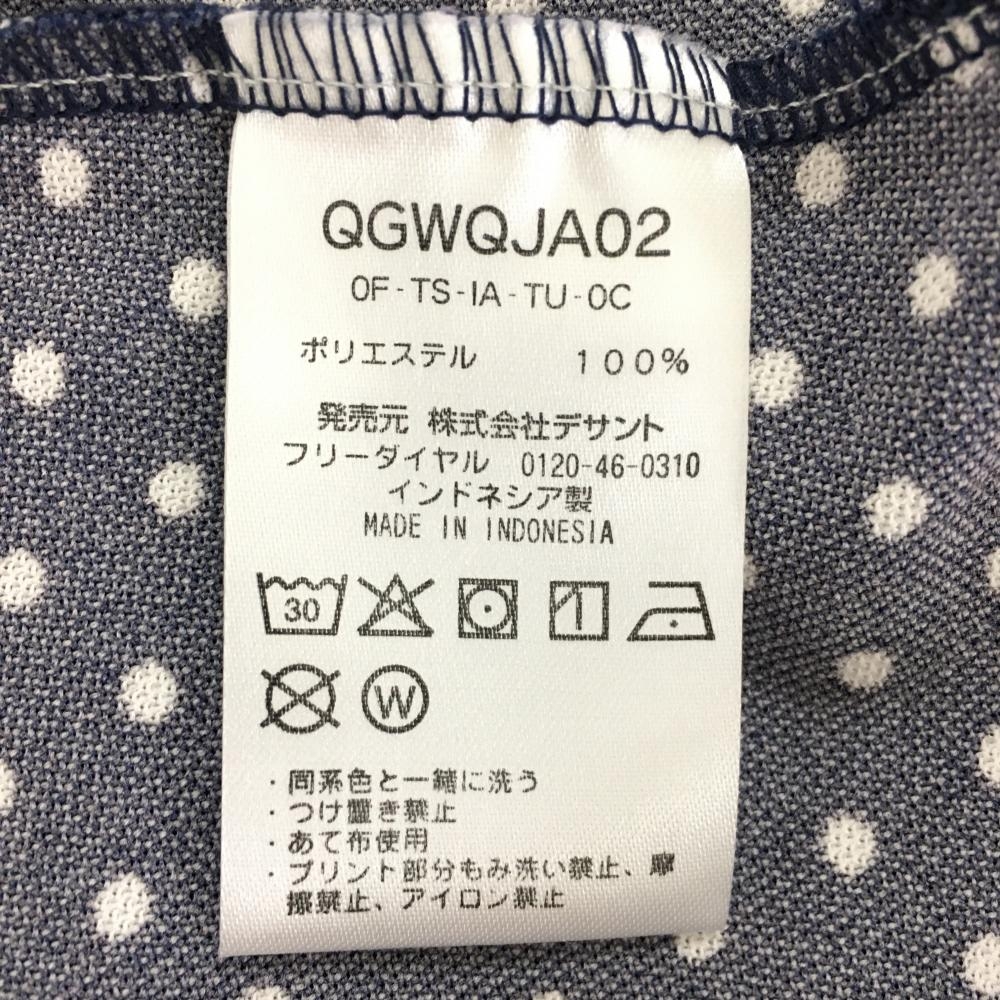 QGWQJA02
0F-TS-IA-TU-0C
ポリエステル 100%
発売元 株式会社デサント
フリーダイヤル 0120-46-0310
インドネシア製
MADE IN INDONESIA
30
W
・同系色と一緒に洗う
・つけ置き禁止
・あて布使用
・プリント部分もみ洗い禁止、摩
擦禁止、アイロン禁止